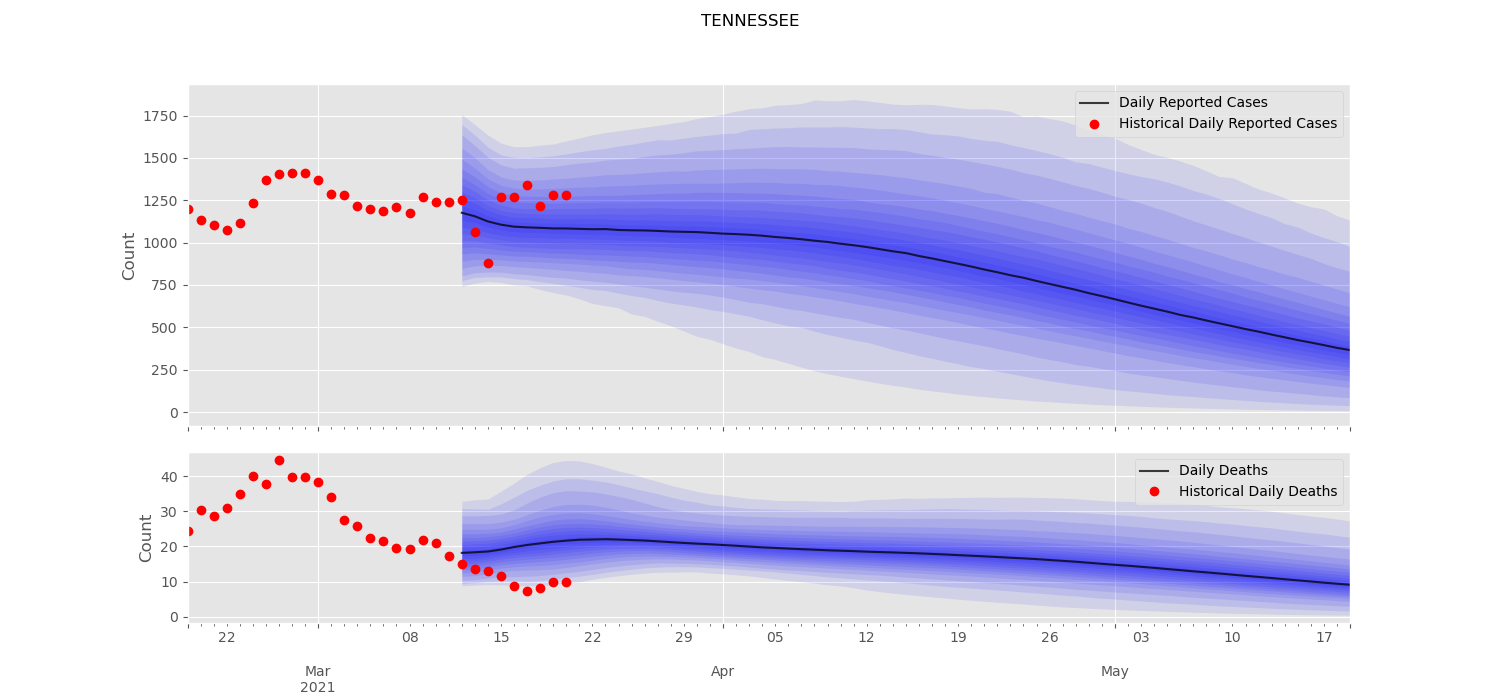 TENNESSEE
Count
1750
1500
1250
1000
750
500
250
0
Daily Reported Cases
Historical Daily Reported Cases
Count
40
30
20
10
0
Daily Deaths
Historical Daily Deaths
22 08 15 22 29 05 12 19 26 03 10 17
Mar Apr May
2021